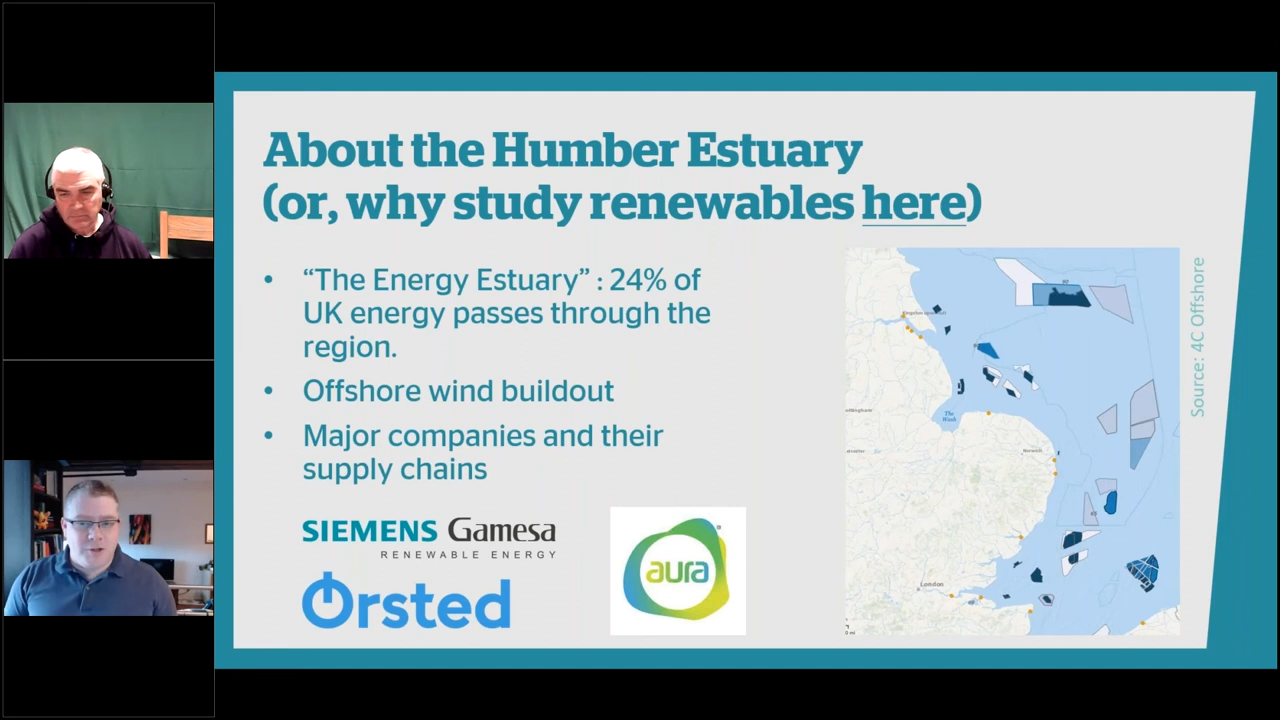 About the Humber Estuary
(or, why study renewables here)
• “The Energy Estuary” : 24% of
UK energy passes through the
region.
• Offshore wind buildout
• Major companies and their
supply chains
SIEMENS Gamesa
RENEWABLE ENERGY
Ørsted
aura
The
Wash
Norwich
London
Source: 4C Offshore